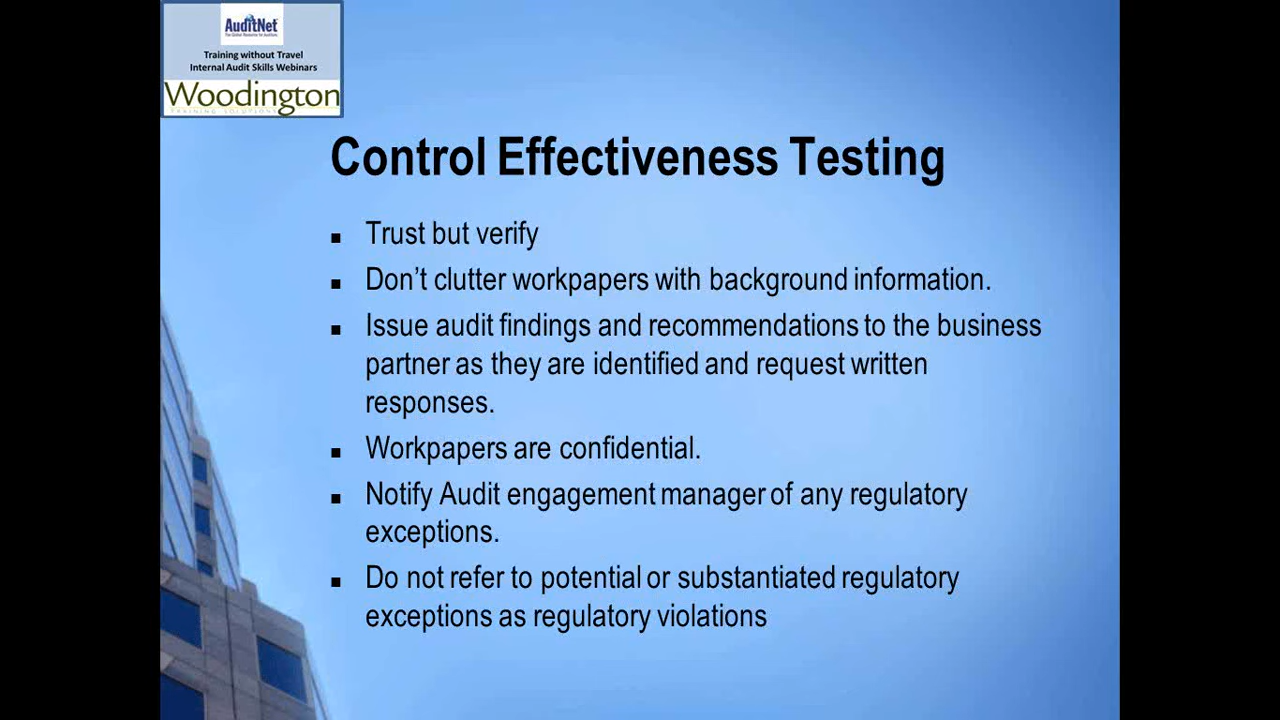 AuditNet
Training without Travel
Internal Audit Skills Webinars
Woodington
TRAINING SOLUTIONS
Control Effectiveness Testing
▪ Trust but verify
▪ Don’t clutter workpapers with background information.
▪ Issue audit findings and recommendations to the business
partner as they are identified and request written
responses.
▪ Workpapers are confidential.
▪ Notify Audit engagement manager of any regulatory
exceptions.
▪ Do not refer to potential or substantiated regulatory
exceptions as regulatory violations